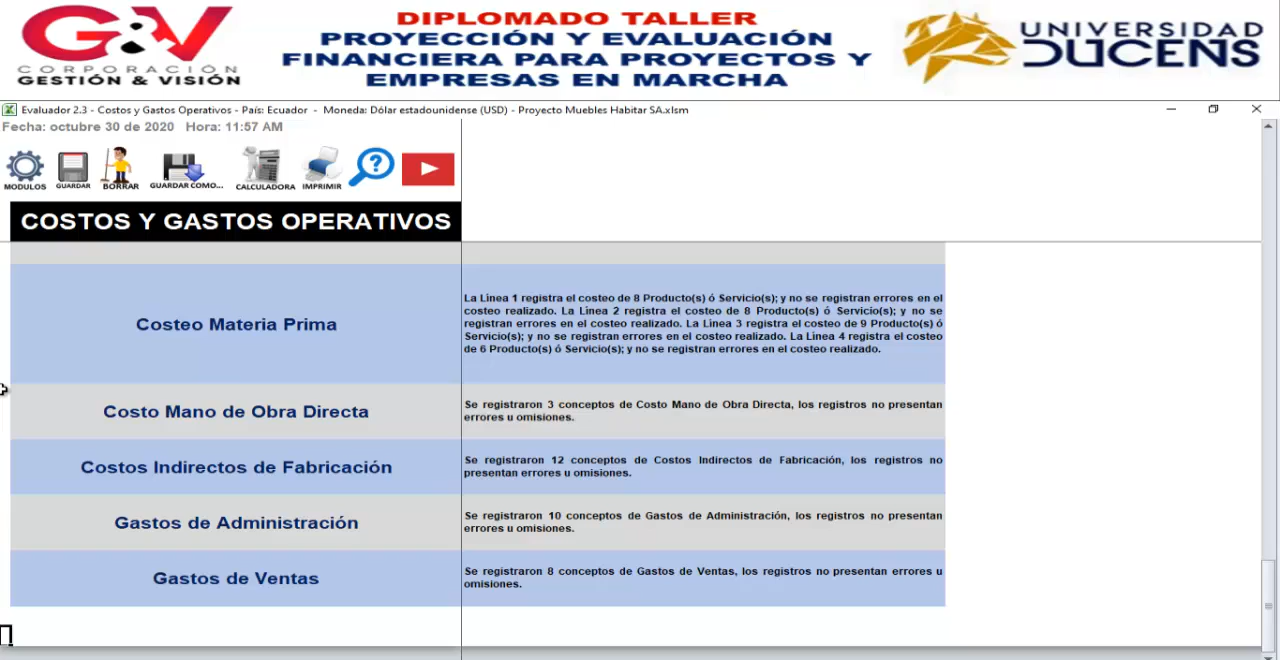 G&V
CORPORACIÓN
GESTIÓN & VISIÓN
DIPLOMADO TALLER
PROYECCIÓN Y EVALUACIÓN
FINANCIERA PARA PROYECTOS Y
EMPRESAS EN MARCHA
UNIVERSIDAD
DUCENS
Evaluador 2.3 - Costos y Gastos Operativos - País: Ecuador - Moneda: Dólar estadounidense (USD) - Proyecto Muebles Habitar SA.xlsm
Fecha: octubre 30 de 2020 Hora: 11:57 AM
MODULOS GUARDAR BORRAR GUARDAR COMO... CALCULADORA IMPRIMIR
COSTOS Y GASTOS OPERATIVOS
Costeo Materia Prima
La Línea 1 registra el costeo de 8 Producto(s) ó Servicio(s); y no se registran errores en el
costeo realizado. La Línea 2 registra el costeo de 8 Producto(s) ó Servicio(s); y no se
registran errores en el costeo realizado. La Línea 3 registra el costeo de 9 Producto(s) ó
Servicio(s); y no se registran errores en el costeo realizado. La Línea 4 registra el costeo
de 6 Producto(s) ó Servicio(s); y no se registran errores en el costeo realizado.
Costo Mano de Obra Directa
Se registraron 3 conceptos de Costo Mano de Obra Directa, los registros no presentan
errores u omisiones.
Costos Indirectos de Fabricación
Se registraron 12 conceptos de Costos Indirectos de Fabricación, los registros no
presentan errores u omisiones.
Gastos de Administración
Se registraron 10 conceptos de Gastos de Administración, los registros no presentan
errores u omisiones.
Gastos de Ventas
Se registraron 8 conceptos de Gastos de Ventas, los registros no presentan errores u
omisiones.